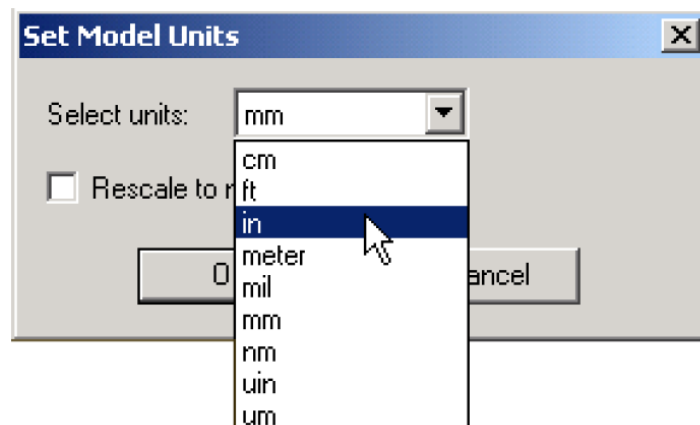 Set Model Units
Select units: mm
cm
Rescale to r ft
in
meter
O ancel
mil
mm
nm
uin
um